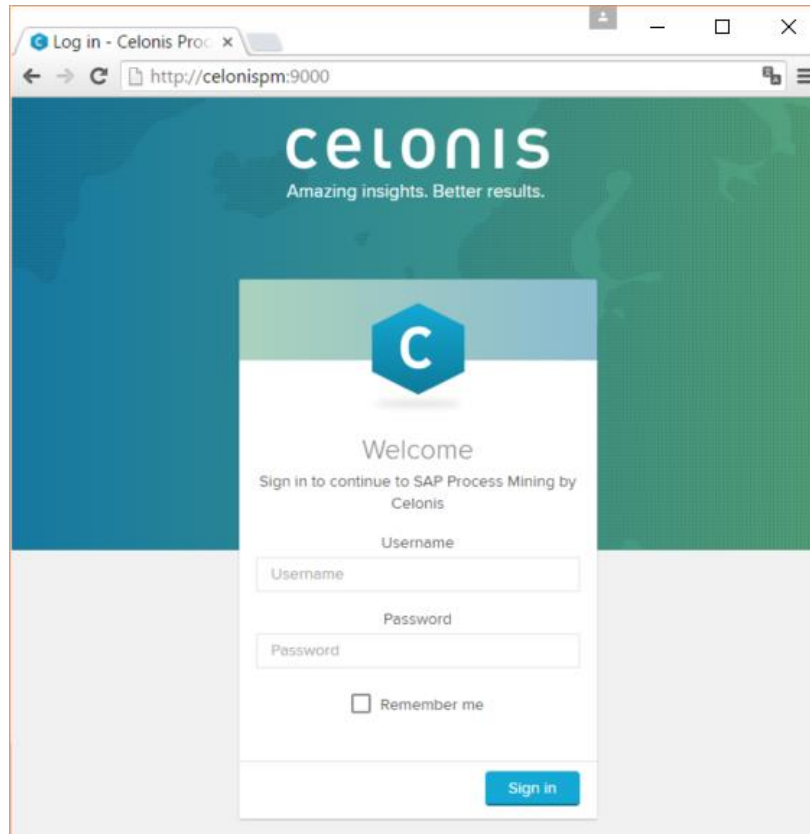 Log in - Celonis Proc
http://celonispm:9000
celonis
Amazing insights. Better results.
C
Welcome
Sign in to continue to SAP Process Mining by
Celonis
Username
Username
Password
Password
Remember me
Sign in